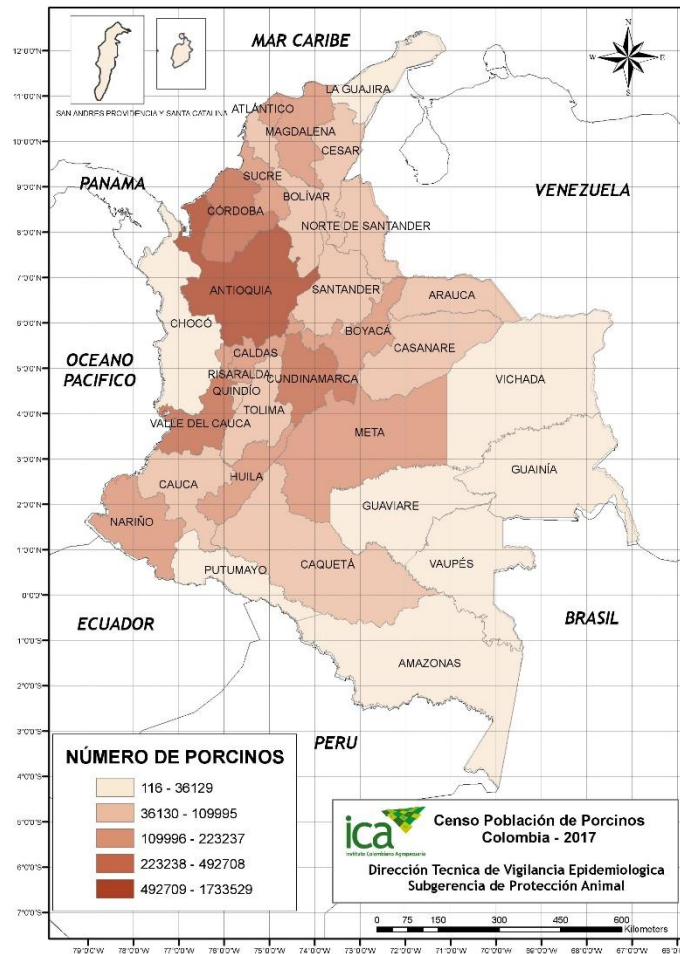 N
W
E
S
MAR CARIBE
SAN ANDRES PROVIDENCIA Y SANTA CATALINA
12°0'0"N
11°0'0"N
10°0'0"N
9°0'0"N
8°0'0"N
7°0'0"N
6°0'0"N
5°0'0"N
4°0'0"N
3°0'0"N
2°0'0"N
1°0'0"N
0°0'0"
1°0'0"S
2°0'0"S
3°0'0"S
4°0'0"S
5°0'0"S
6°0'0"S
7°0'0"S
LA GUAJIRA
ATLÁNTICO
MAGDALENA
CESAR
PANAMA
SUCRE
VENEZUELA
BOLÍVAR
CÓRDOBA
NORTE DE SANTANDER
ANTIOQUIA
SANTANDER
ARAUCA
CHOCÓ
BOYACÁ
CALDAS
CASANARE
OCEANO
PACIFICO
RISARALDA
CUNDINAMARCA
VICHADA
QUINDÍO
TOLIMA
VALLE DEL CAUCA
META
GUAINÍA
CAUCA
HUILA
GUAVIARE
NARIÑO
CAQUETÁ
VAUPÉS
PUTUMAYO
ECUADOR
BRASIL
AMAZONAS
PERU
NÚMERO DE PORCINOS
116 - 36129
36130 - 109995
109996 - 223237
223238 - 492708
492709 - 1733529
ica
Instituto Colombiano Agropecuario
Censo Población de Porcinos
Colombia - 2017
Dirección Tecnica de Vigilancia Epidemiologica
Subgerencia de Protección Animal
0 75 150 300 450 600
Kilometers
79°0'0"W 78°0'0"W 77°0'0"W 76°0'0"W 75°0'0"W 74°0'0"W 73°0'0"W 72°0'0"W 71°0'0"W 70°0'0"W 69°0'0"W 68°0'0"W 67°0'0"W 66°0'0"W